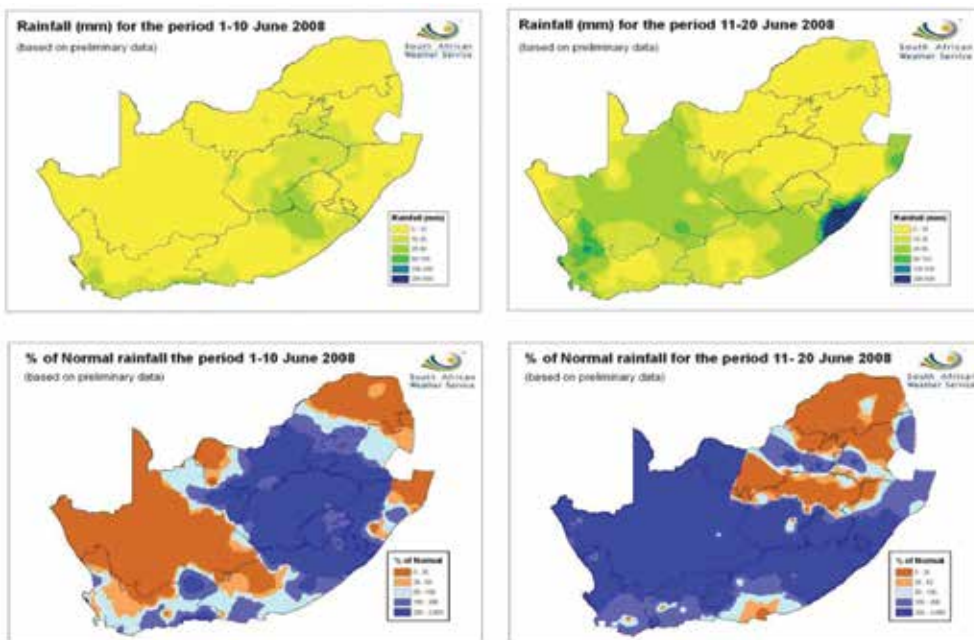 Rainfall (mm) for the period 1-10 June 2008
(based on preliminary data)
South African
Weather Service
Rainfall (mm)
Rainfall (mm) for the period 11-20 June 2008
(based on preliminary data)
South African
Weather Service
Rainfall (mm)
% of Normal rainfall the period 1-10 June 2008
(based on preliminary data)
South African
Weather Service
% of Normal
% of Normal rainfall for the period 11- 20 June 2008
(based on preliminary data)
South African
Weather Service
% of Normal